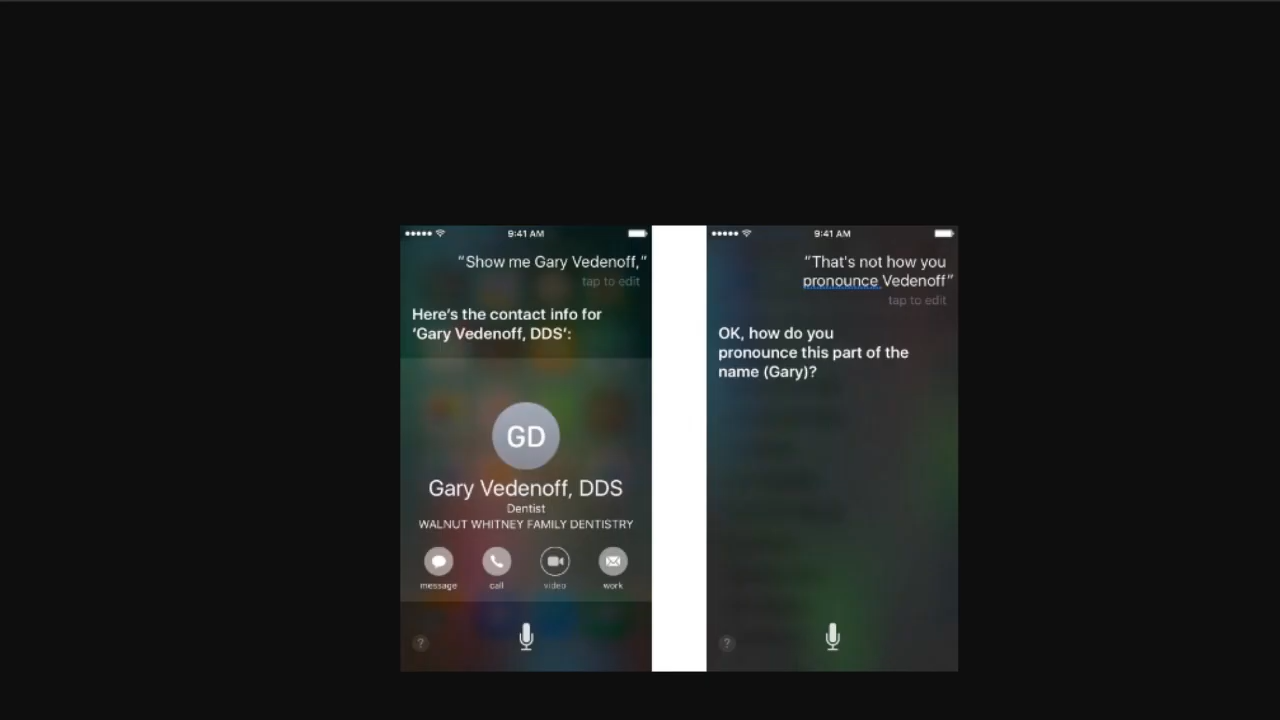 9:41 AM
“Show me Gary Vedenoff,”
tap to edit
Here’s the contact info for
‘Gary Vedenoff, DDS’:
GD
Gary Vedenoff, DDS
Dentist
WALNUT WHITNEY FAMILY DENTISTRY
message call video work
?
9:41 AM
“That's not how you
pronounce Vedenoff”
tap to edit
OK, how do you
pronounce this part of the
name (Gary)?
?